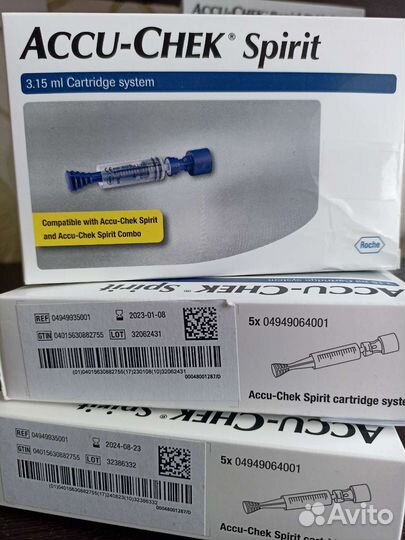 ACCU-CHEK® Spirit
3.15 ml Cartridge system
Compatible with Accu-Chek Spirit
and Accu-Chek Spirit Combo
Roche
ACCU-CHEK Spirit
Cartridge system
REF 04949935001
2023-01-08
GTIN 04015630882755
LOT 32062431
(01)04015630882755(17)230108(10)32062431
00048001287/D
5x 04949064001
Accu-Chek Spirit cartridge system
ACCU-CHEK Spirit
REF 04949935001
2024-08-23
GTIN 04015630882755
LOT 32386332
(01)04015630882755(17)240823(10)32386332
00048001287/D
5x 04949064001
Accu-Chek Spirit
Avito